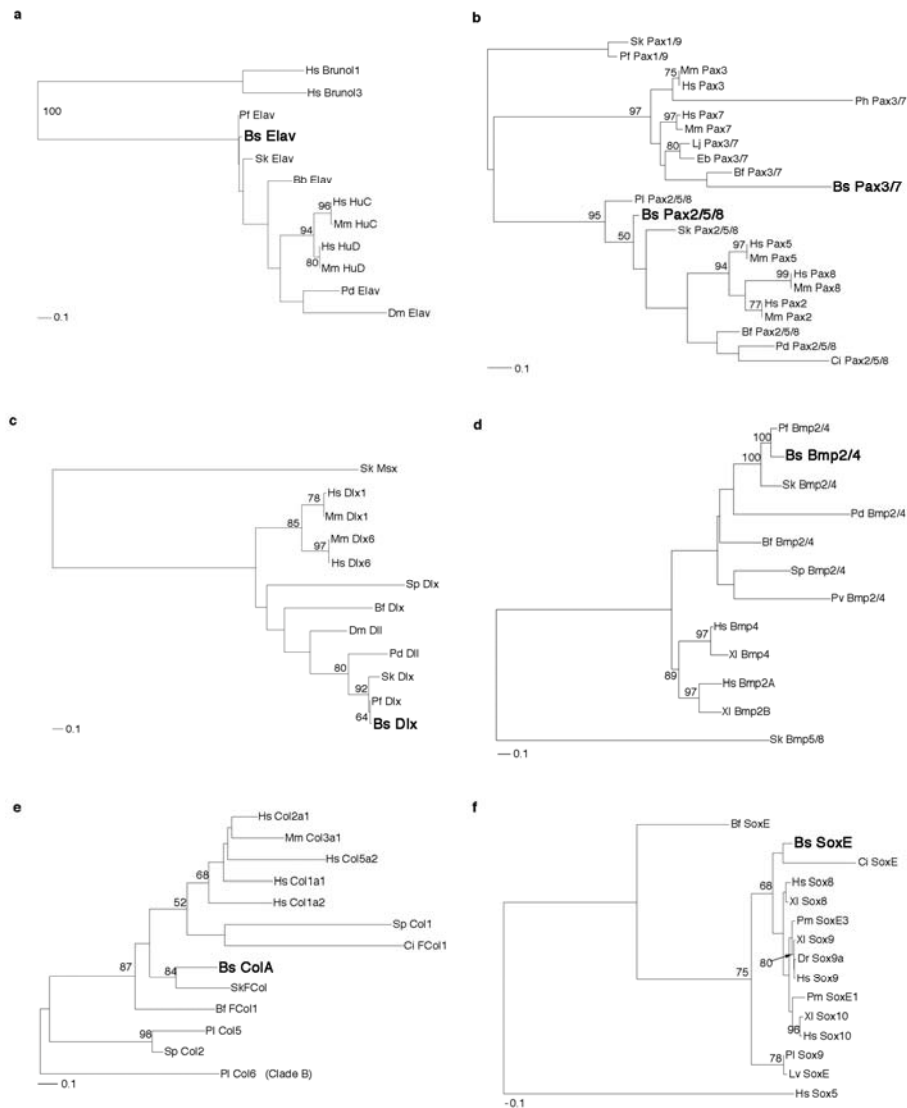 a
Hs Brunol1
Hs Brunol3
100
Pf Elav
Bs Elav
Sk Elav
Bb Elav
Hs HuC
96
Mm HuC
94
Hs HuD
80
Mm HuD
Pd Elav
Dm Elav
0.1
b
Sk Pax1/9
Pf Pax1/9
Mm Pax3
75
Hs Pax3
Ph Pax3/7
97
Hs Pax7
97
Mm Pax7
Lj Pax3/7
80
Eb Pax3/7
Bf Pax3/7
Bs Pax3/7
Pl Pax2/5/8
95
Bs Pax2/5/8
50
Sk Pax2/5/8
97
Hs Pax5
Mm Pax5
94
99
Hs Pax8
Mm Pax8
77
Hs Pax2
Mm Pax2
Bf Pax2/5/8
Pd Pax2/5/8
Ci Pax2/5/8
0.1
c
Sk Msx
78
Hs Dlx1
Mm Dlx1
85
Mm Dlx6
97
Hs Dlx6
Sp Dlx
Bf Dlx
Dm Dll
Pd Dll
80
Sk Dlx
92
Pf Dlx
64
Bs Dlx
0.1
d
Pf Bmp2/4
100
Bs Bmp2/4
100
Sk Bmp2/4
Pd Bmp2/4
Bf Bmp2/4
Sp Bmp2/4
Pv Bmp2/4
Hs Bmp4
97
Xl Bmp4
89
Hs Bmp2A
97
Xl Bmp2B
Sk Bmp5/8
0.1
e
Hs Col2a1
Mm Col3a1
Hs Col5a2
68
Hs Col1a1
52
Hs Col1a2
Sp Col1
Ci FCol1
87
Bs ColA
84
SkFCol
Bf FCol1
98
Pl Col5
Sp Col2
Pl Col6 (Clade B)
0.1
f
Bf SoxE
Bs SoxE
Ci SoxE
68
Hs Sox8
Xl Sox8
Pm SoxE3
Xl Sox9
80
Dr Sox9a
75
Hs Sox9
Pm SoxE1
Xl Sox10
98
Hs Sox10
78
Pl Sox9
Lv SoxE
Hs Sox5
0.1